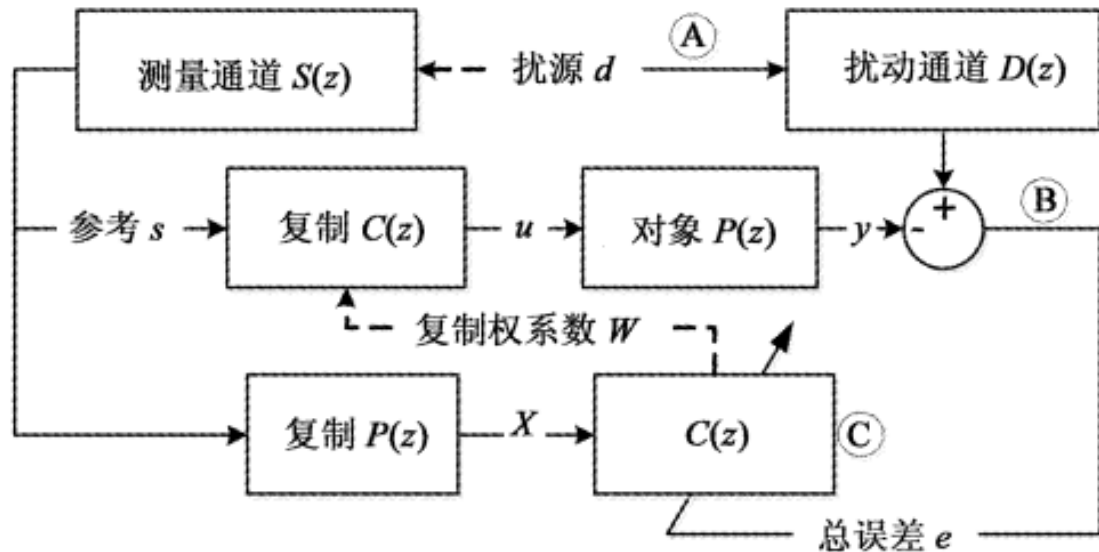 测量通道 S(z)
扰源 d
A
扰动通道 D(z)
参考 s
复制 C(z)
u
对象 P(z)
y
+
-
B
复制权系数 W
复制 P(z)
X
C(z)
C
总误差 e